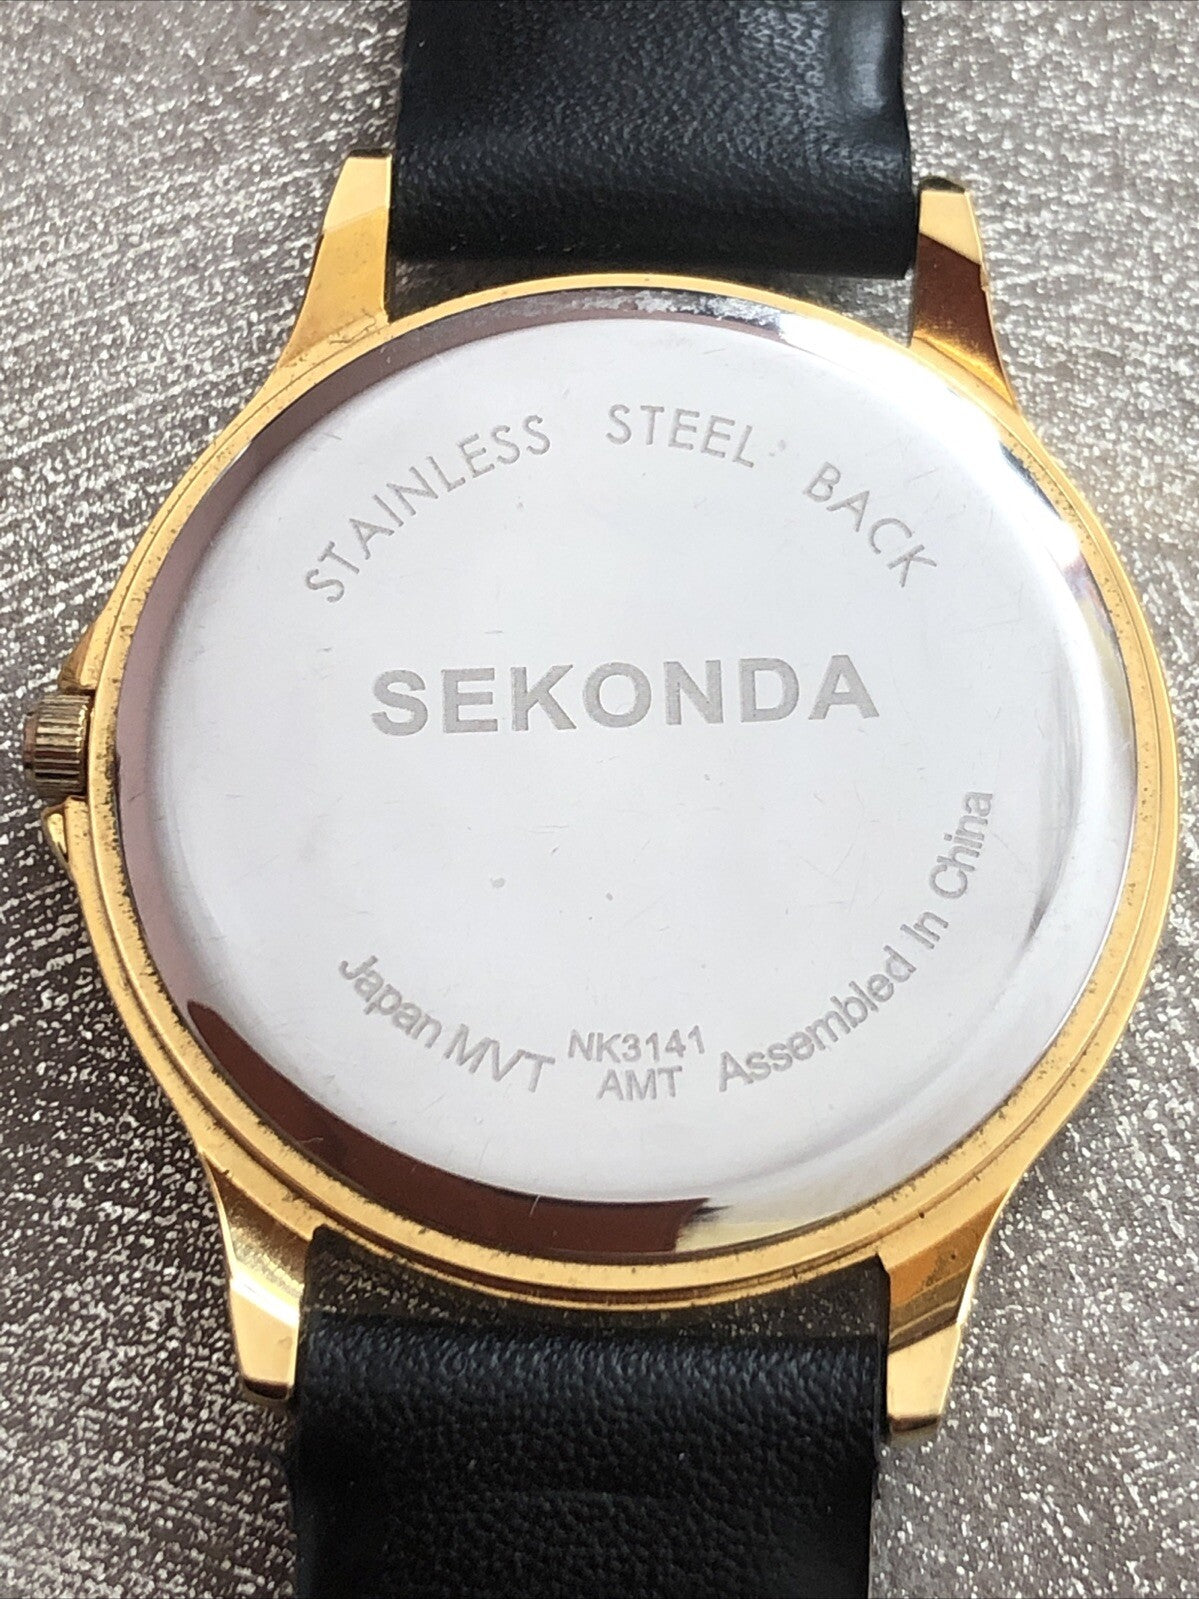 STAINLESS STEEL BACK
SEKONDA
Japan MVT
NK3141
AMT
Assembled In China